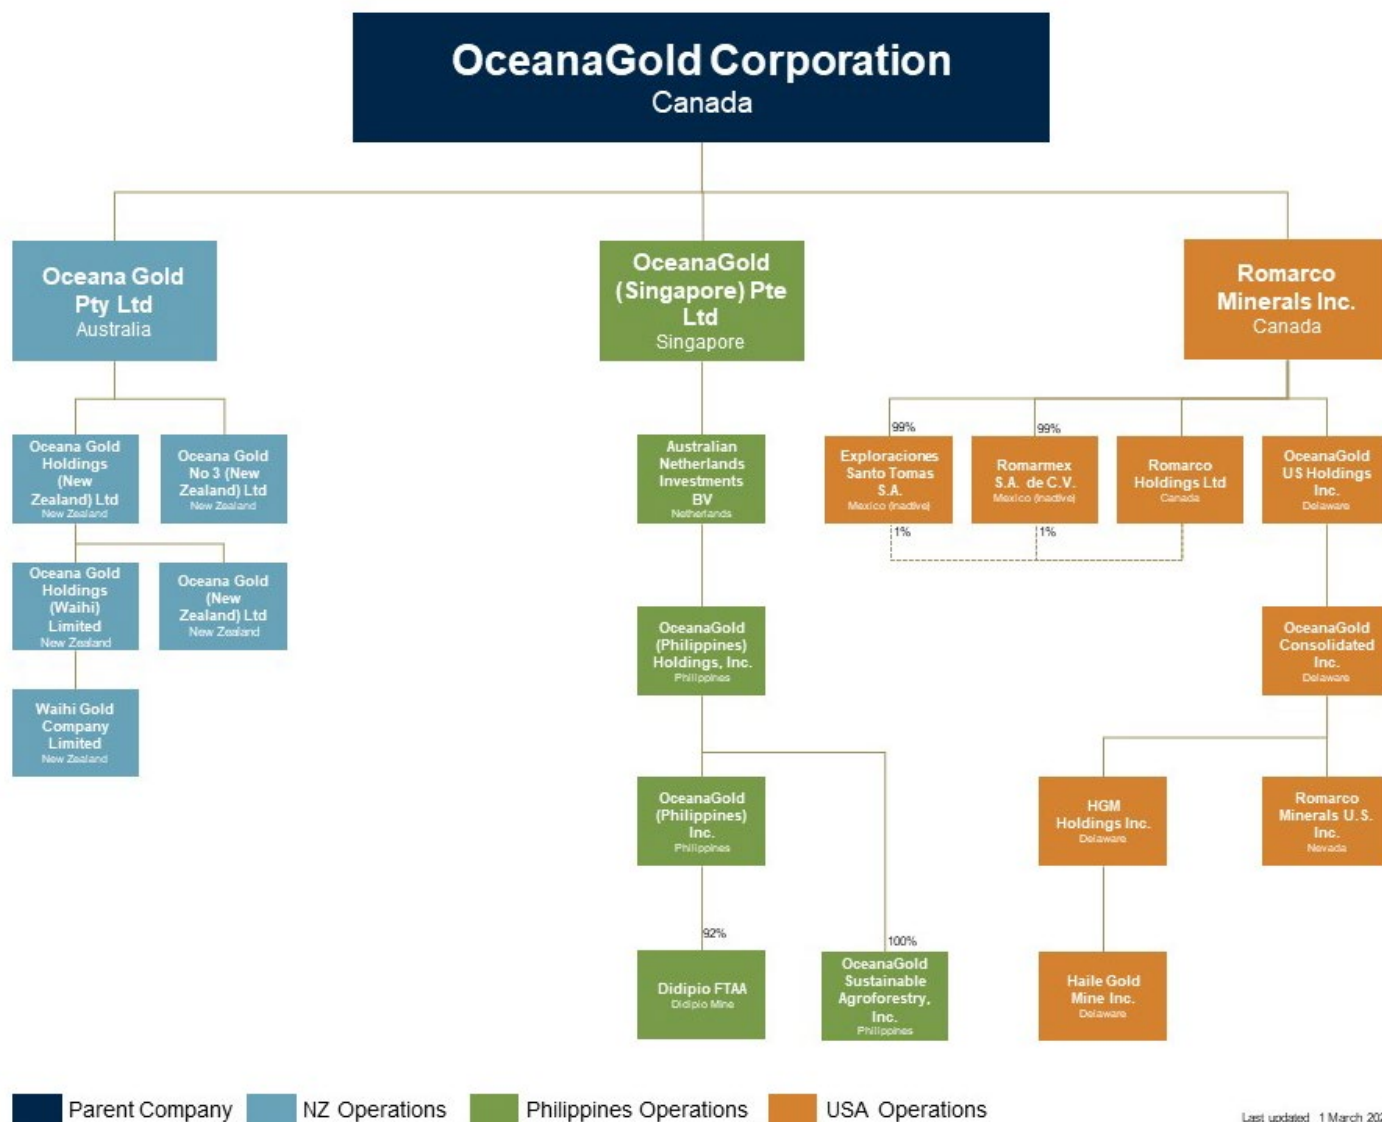 OceanaGold Corporation
Canada
Oceana Gold
Pty Ltd
Australia
OceanaGold
(Singapore) Pte
Ltd
Singapore
Romarco
Minerals Inc.
Canada
Oceana Gold
Holdings
(New
Zealand) Ltd
New Zealand
Oceana Gold
No 3 (New
Zealand) Ltd
New Zealand
Australian
Netherlands
Investments
BV
Netherlands
99%
Exploraciones
Santo Tomas
S.A.
Mexico (inactive)
1%
99%
Romarmex
S.A. de C.V.
Mexico (inactive)
1%
Romarco
Holdings Ltd
Canada
OceanaGold
US Holdings
Inc.
Delaware
Oceana Gold
Holdings
(Waihi)
Limited
New Zealand
Oceana Gold
(New
Zealand) Ltd
New Zealand
OceanaGold
(Philippines)
Holdings, Inc.
Philippines
OceanaGold
Consolidated
Inc.
Delaware
Waihi Gold
Company
Limited
New Zealand
OceanaGold
(Philippines)
Inc.
Philippines
HGM
Holdings Inc.
Delaware
Romarco
Minerals U.S.
Inc.
Nevada
92%
Didipio FTAA
Didipio Mine
100%
OceanaGold
Sustainable
Agroforestry,
Inc.
Philippines
Haile Gold
Mine Inc.
Delaware
Parent Company
NZ Operations
Philippines Operations
USA Operations
Last updated 1 March